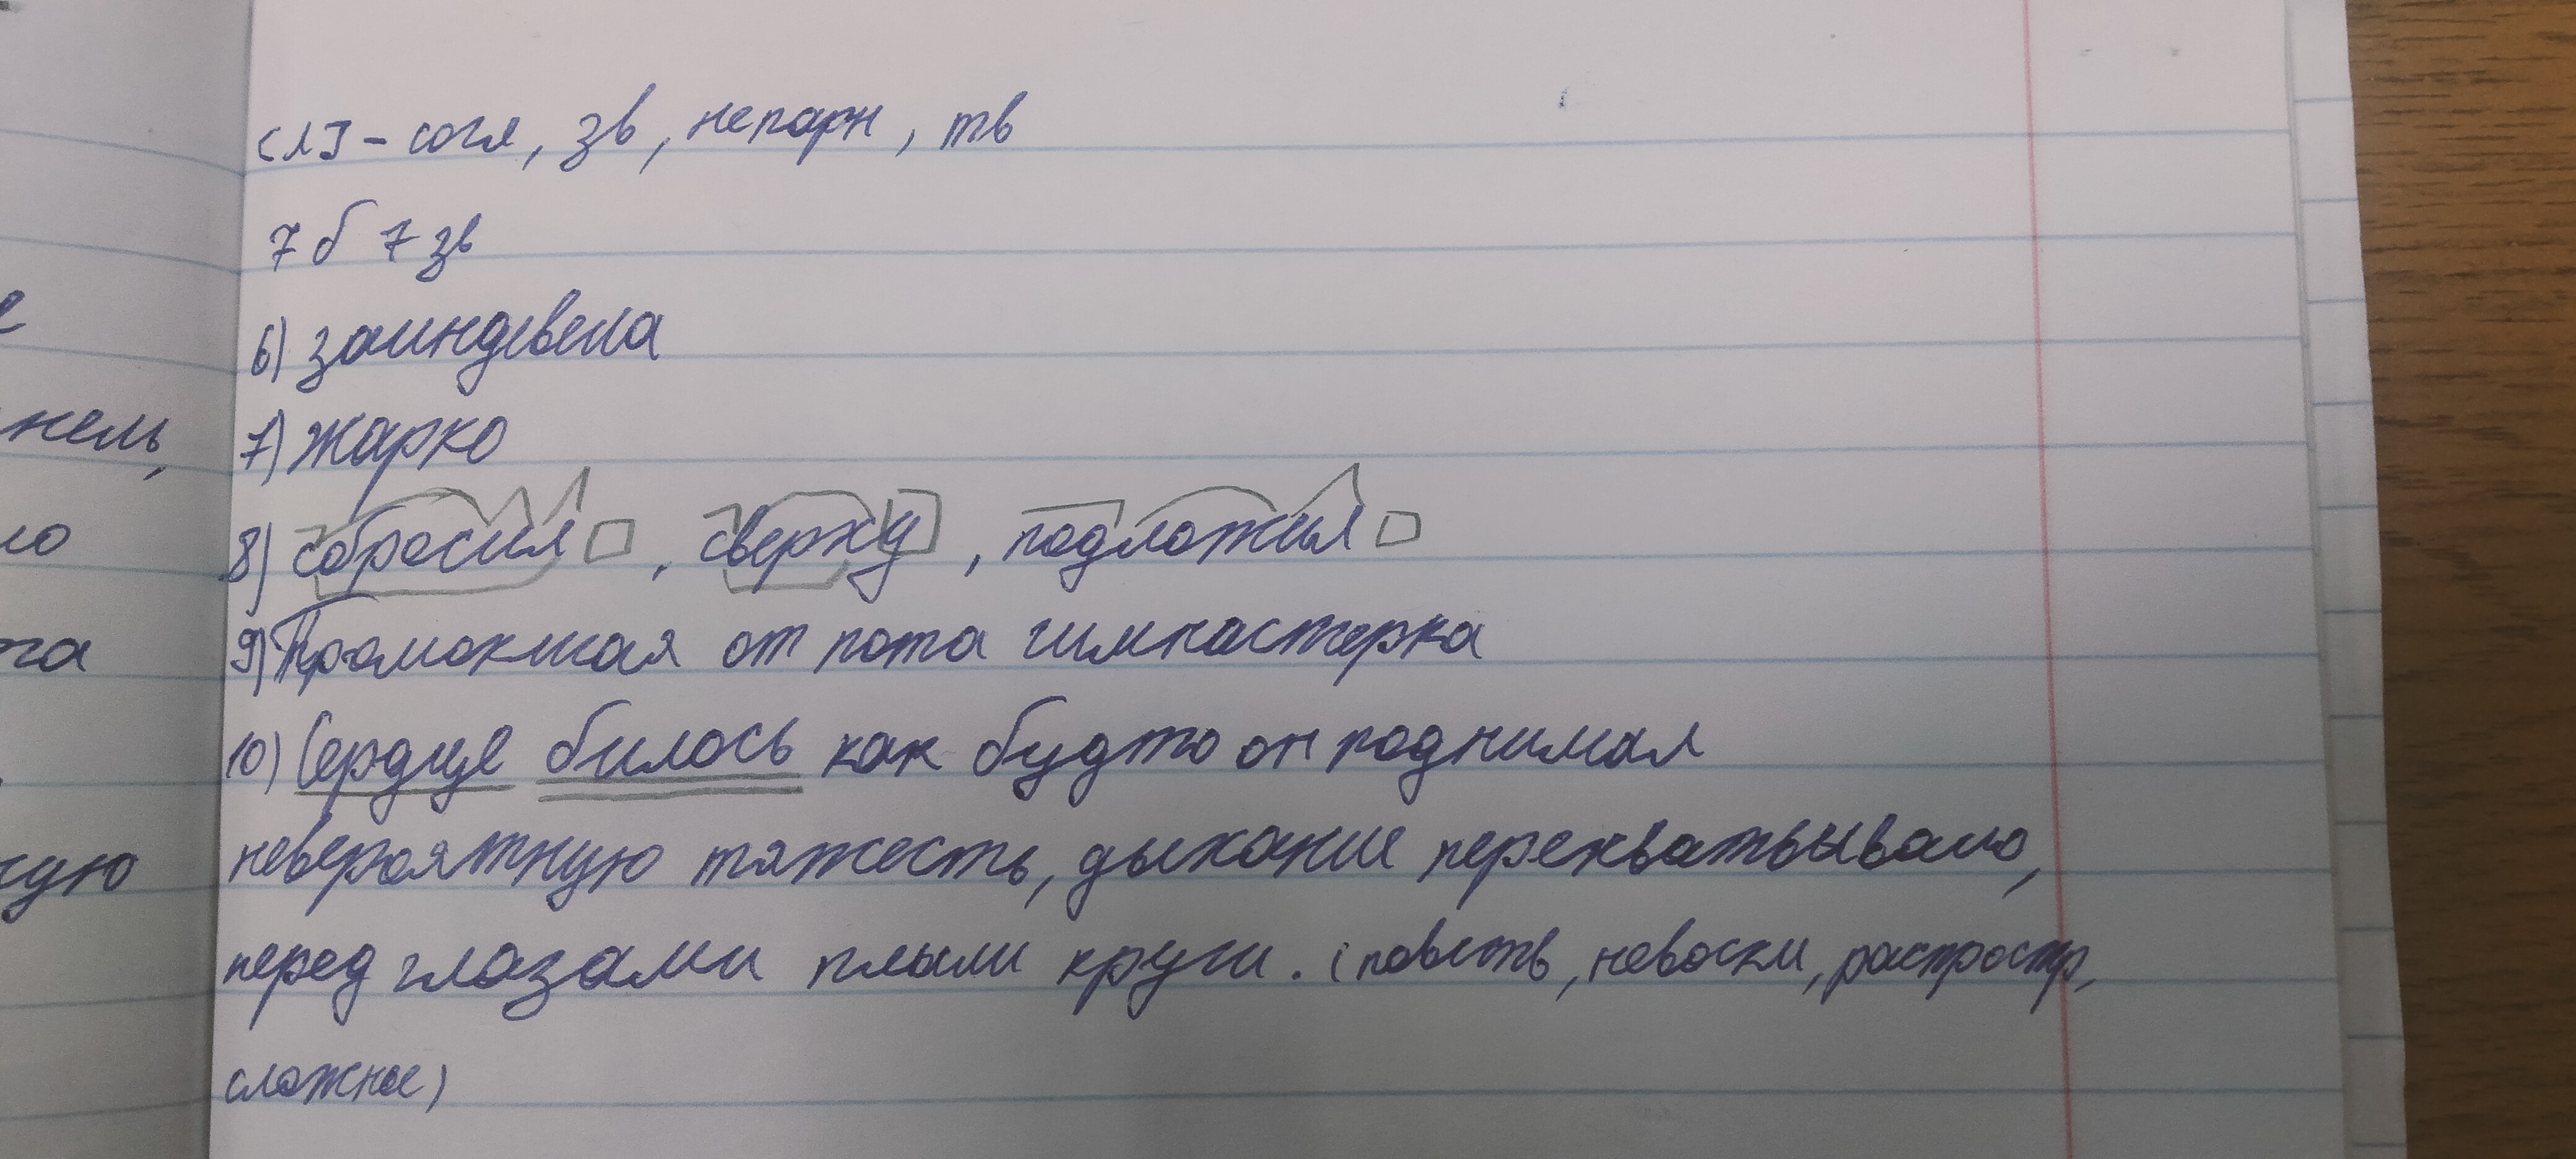 [л] - согл, зв, непарн, тв
7 б 7 зв
6) заиндевела
7) жарко
8) сбросил , сверху , подложил
9) Промокшая от пота гимнастерка
10) Сердце билось как будто он поднимал
невероятную тяжесть, дыхание перехватывало,
перед глазами плыли круги. (повеств, невоскл, распростр,
сложное)
нель,
ло
та
ую